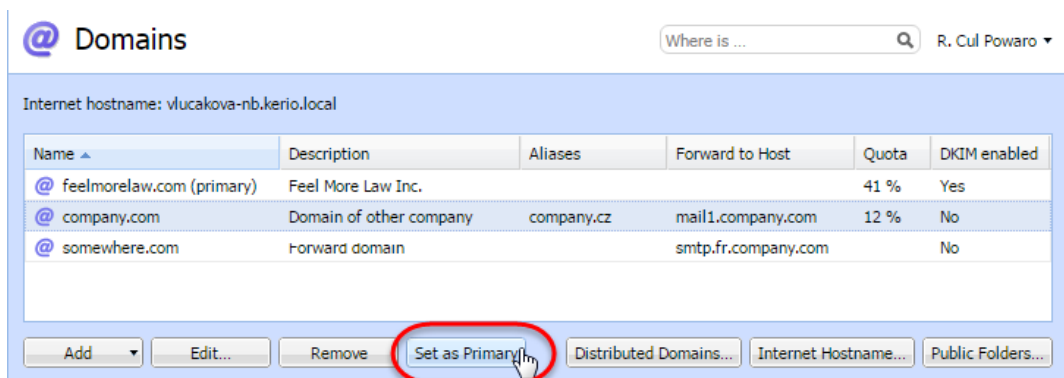 @ Domains Where is ... R. Cul Powaro
Internet hostname: vlucakova-nb.kerio.local
Name Description Aliases Forward to Host Quota DKIM enabled
@ feelmorelaw.com (primary) Feel More Law Inc. 41 % Yes
@ company.com Domain of other company company.cz mail1.company.com 12 % No
@ somewhere.com Forward domain smtp.fr.company.com No
Add Edit... Remove Set as Primary Distributed Domains... Internet Hostname... Public Folders...